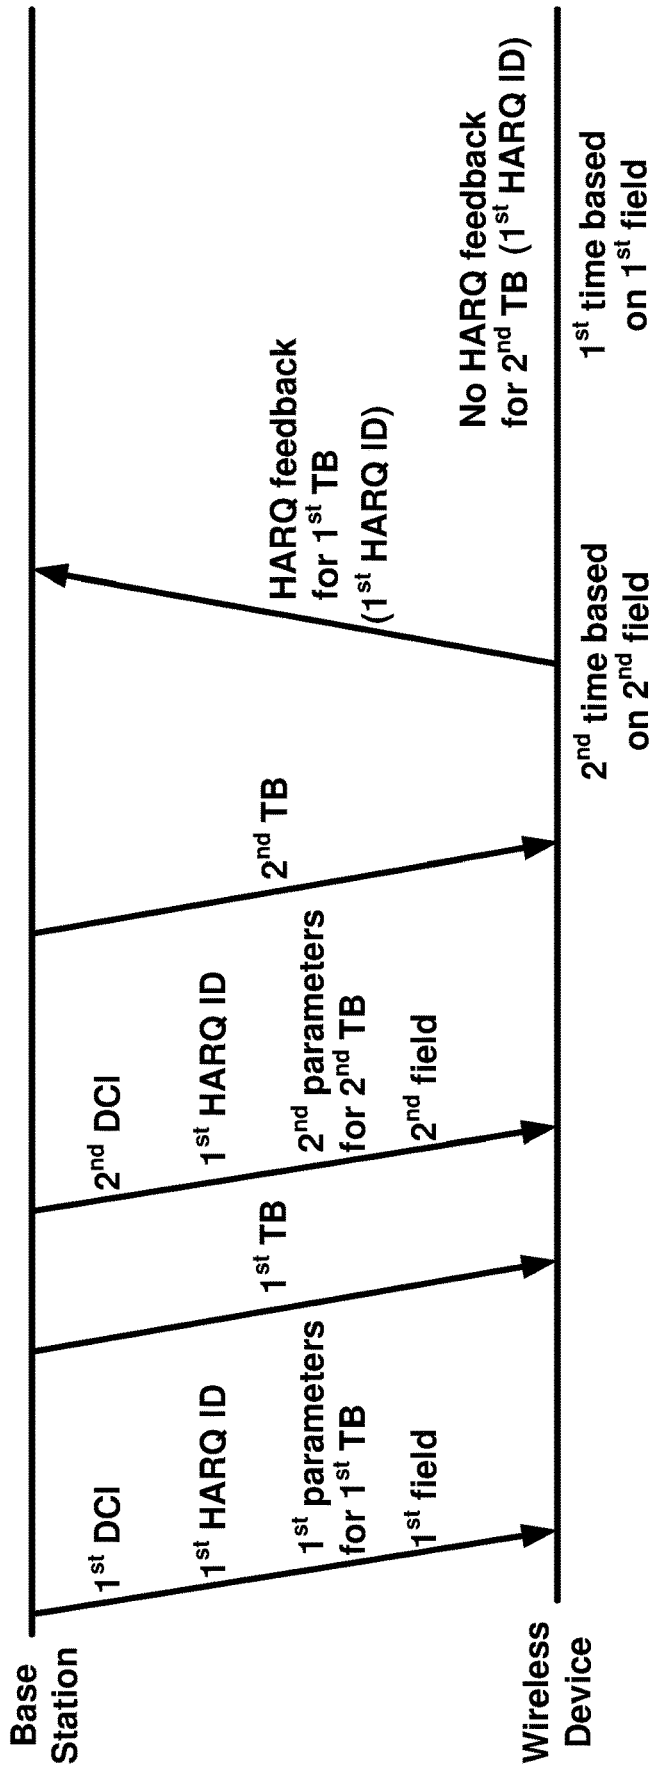 Base
Station
Wireless
Device
1st DCI
1st HARQ ID
1st parameters
for 1st TB
1st field
1st TB
2nd DCI
1st HARQ ID
2nd parameters
for 2nd TB
2nd field
2nd TB
HARQ feedback
for 1st TB
(1st HARQ ID)
2nd time based
on 2nd field
No HARQ feedback
for 2nd TB (1st HARQ ID)
1st time based
on 1st field